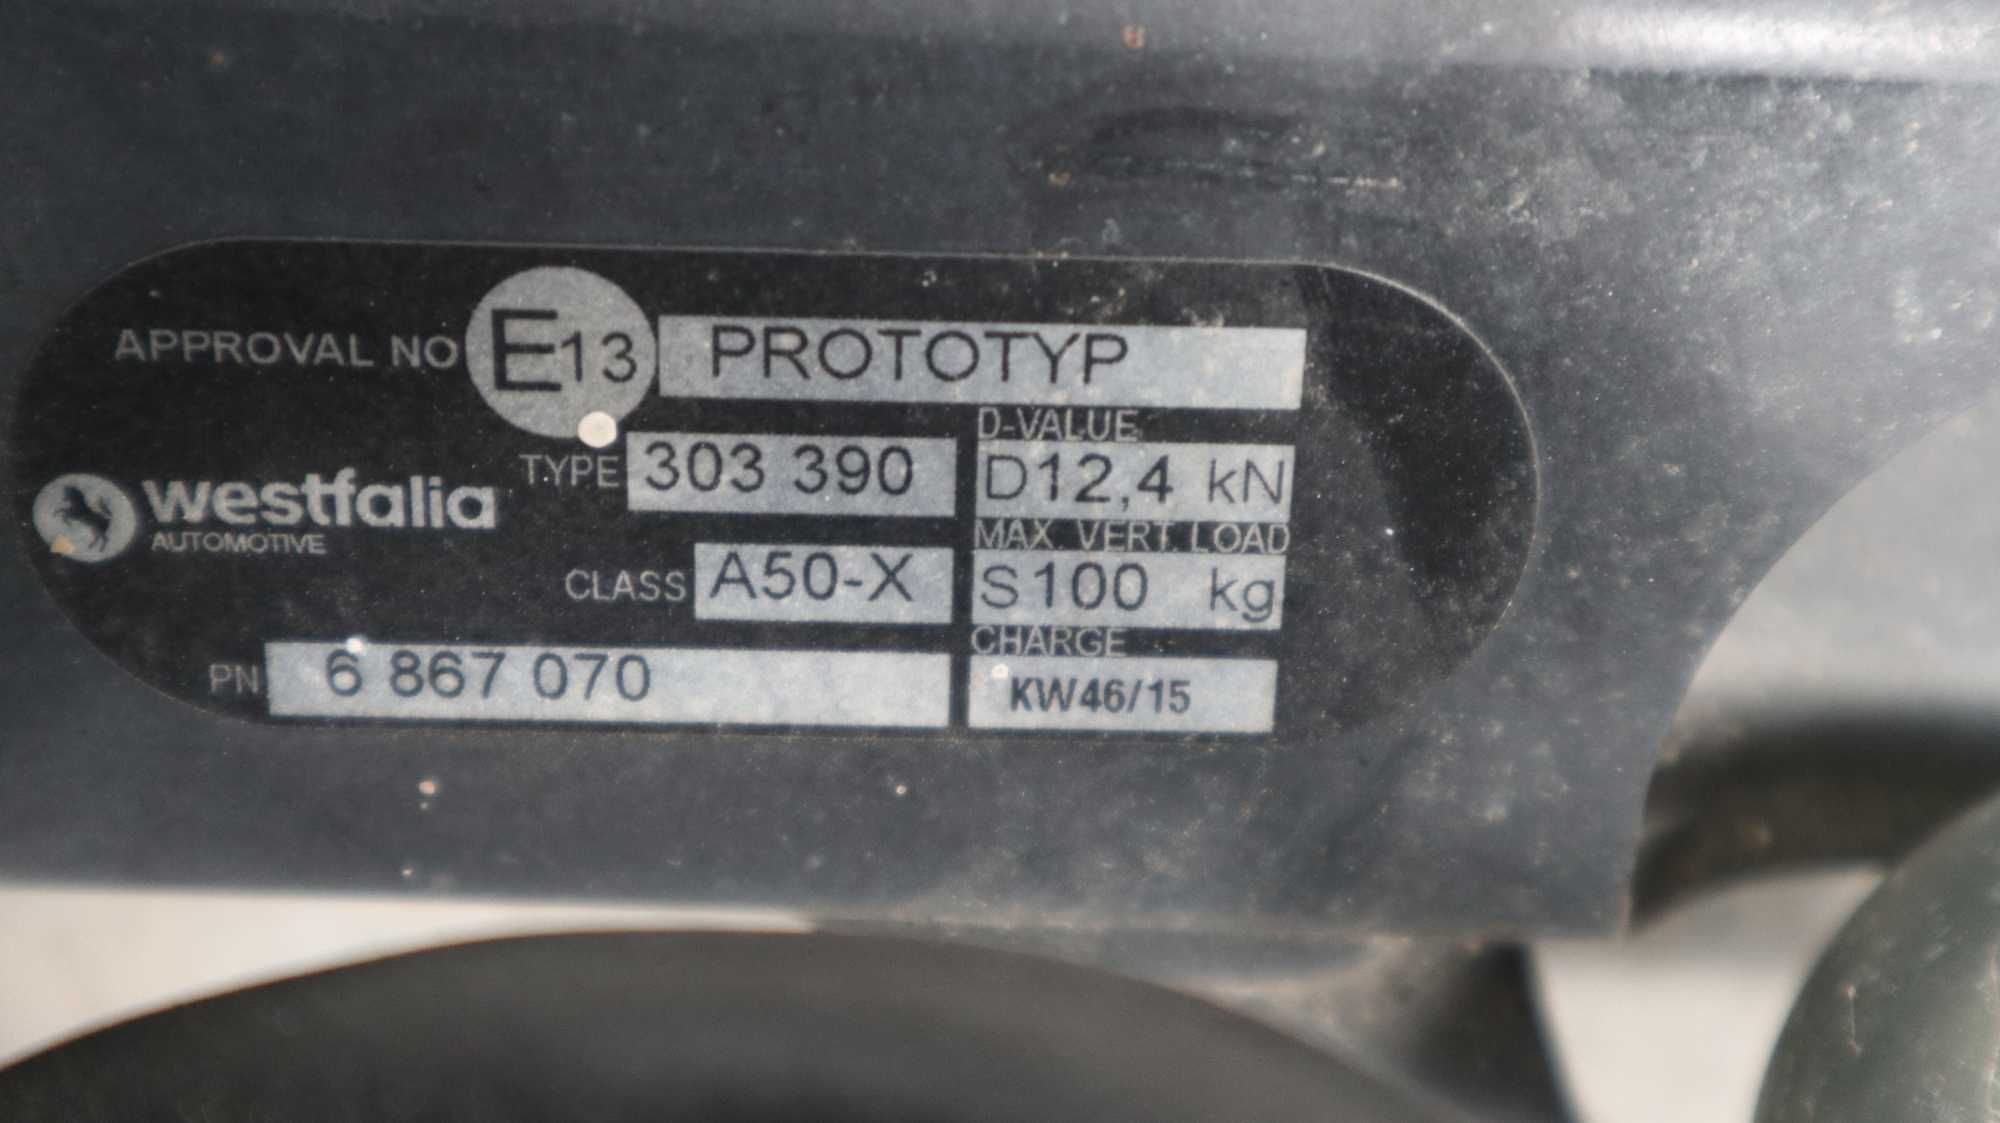 APPROVAL NO E13 PROTOTYP
D-VALUE
TYPE 303 390 D12,4 kN
westfalia
AUTOMOTIVE
MAX. VERT. LOAD
CLASS A50-X S100 kg
CHARGE
PN 6 867 070 KW46/15